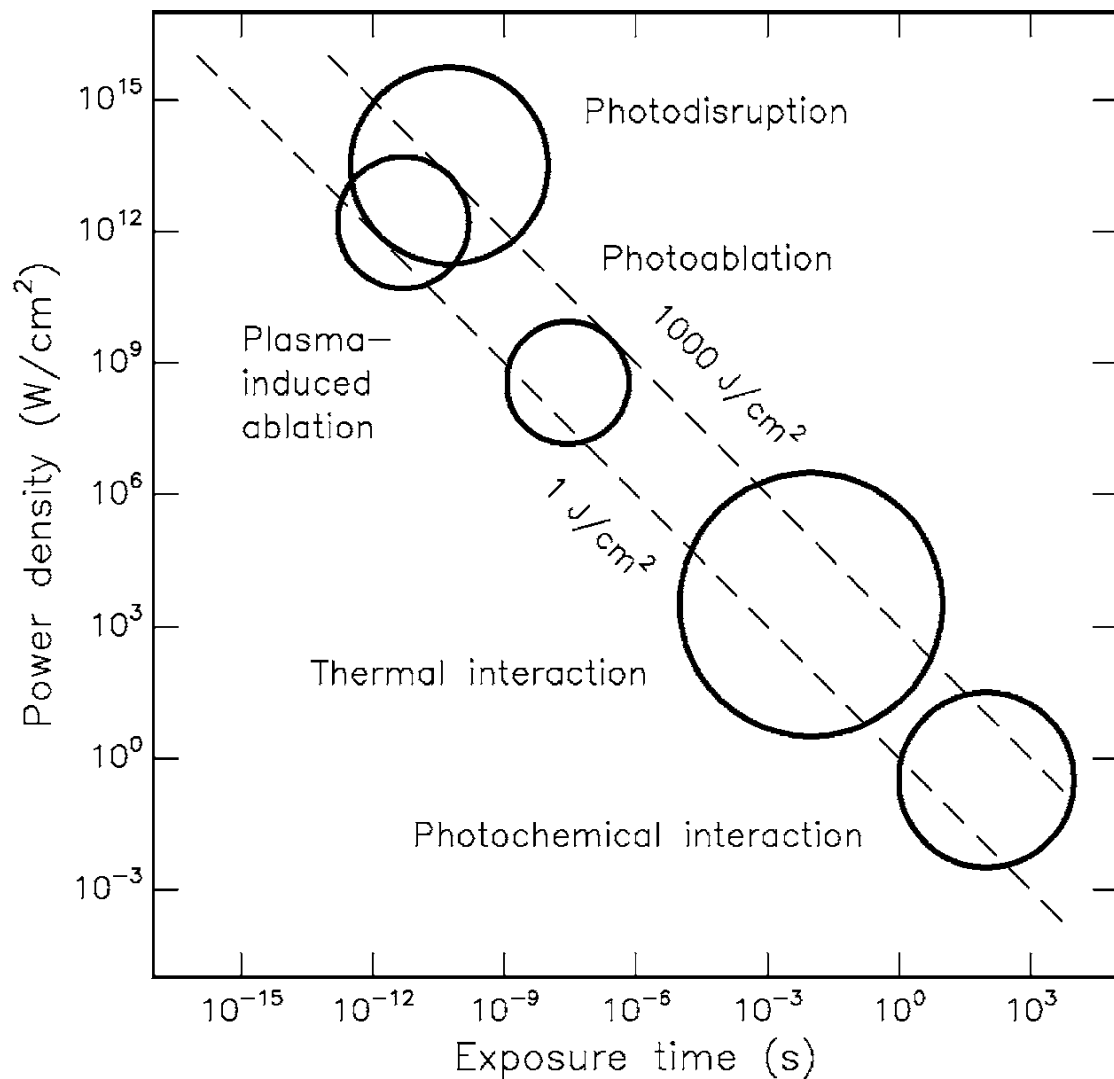 Power density (W/cm²)
10¹⁵
10¹²
10⁹
10⁶
10³
10⁰
10⁻³
Photodisruption
Photoablation
Plasma–
induced
ablation
1000 J/cm²
1 J/cm²
Thermal interaction
Photochemical interaction
10⁻¹⁵ 10⁻¹² 10⁻⁹ 10⁻⁶ 10⁻³ 10⁰ 10³
Exposure time (s)